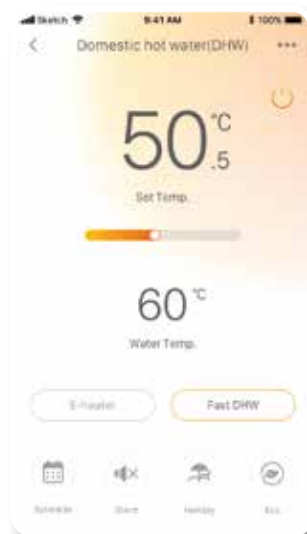 Sketch 9:41 AM 100%
Domestic hot water(DHW)
50.5 °C
Set Temp.
60 °C
Water Temp.
E-heater Fast DHW
Schedule Silent Holiday Eco